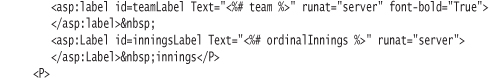 <asp:label id=teamLabel Text="<%# team %>" runat="server" font-bold="True">
</asp:label>&nbsp;
<asp:Label id=inningsLabel Text="<%# ordinalInnings %>" runat="server">
</asp:Label>&nbsp;innings</P>
<P>